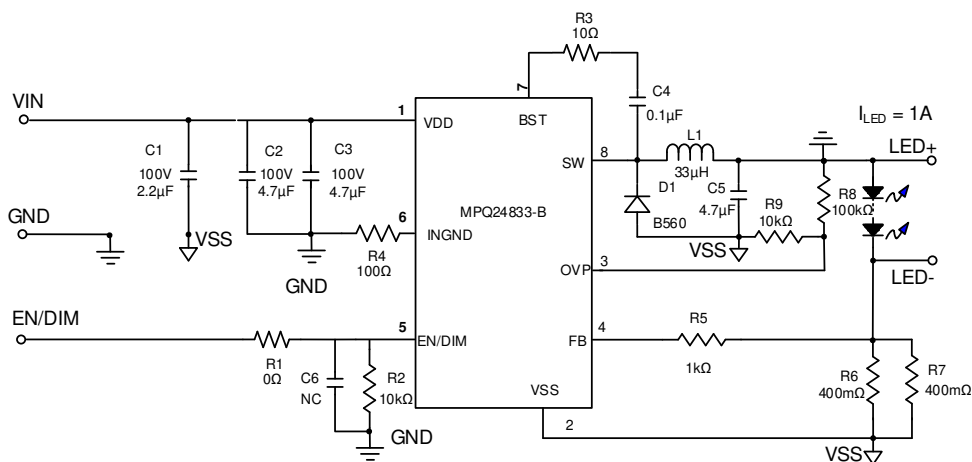 R3
10Ω
7
C4
0.1µF
VIN
1
VDD
BST
I_LED = 1A
LED+
C1
100V
2.2µF
C2
100V
4.7µF
C3
100V
4.7µF
SW
8
L1
33µH
D1
B560
C5
4.7µF
R9
10kΩ
R8
100kΩ
MPQ24833-B
GND
VSS
6
INGND
R4
100Ω
GND
VSS
OVP
3
LED-
EN/DIM
5
EN/DIM
FB
4
R5
1kΩ
R1
0Ω
C6
NC
R2
10kΩ
GND
VSS
2
R6
400mΩ
R7
400mΩ
VSS